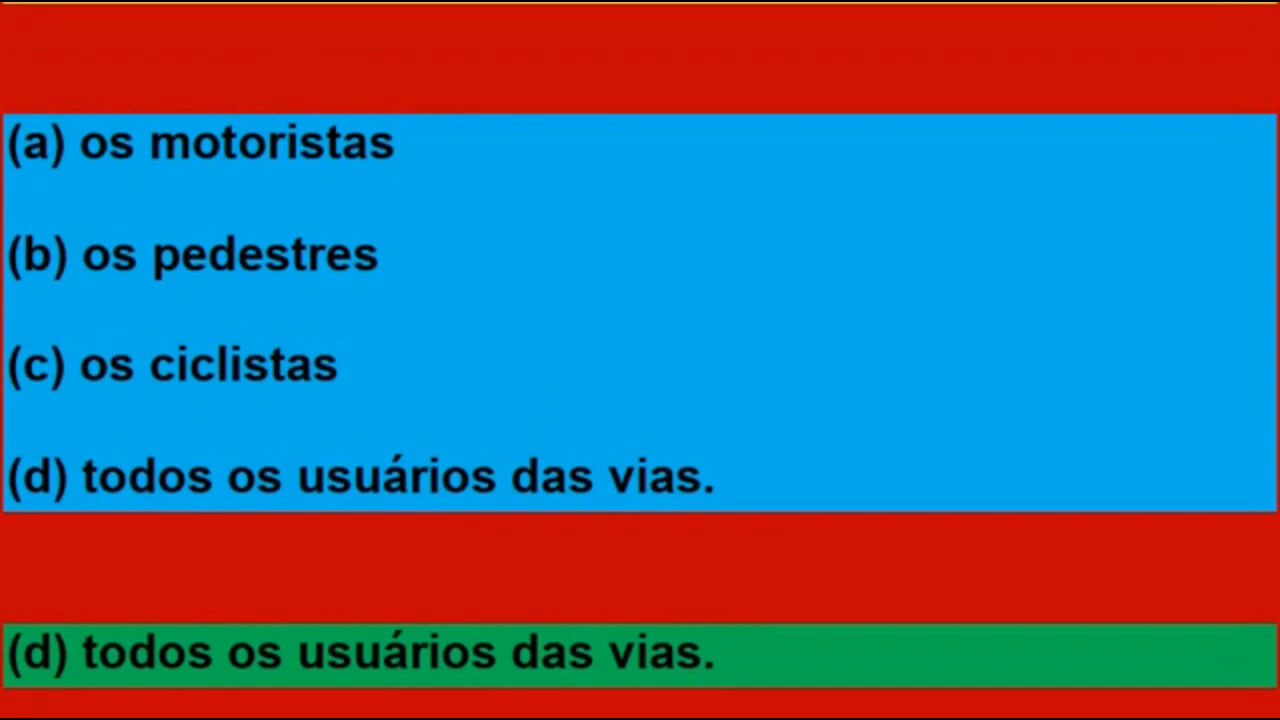 (a) os motoristas
(b) os pedestres
(c) os ciclistas
(d) todos os usuários das vias.
(d) todos os usuários das vias.